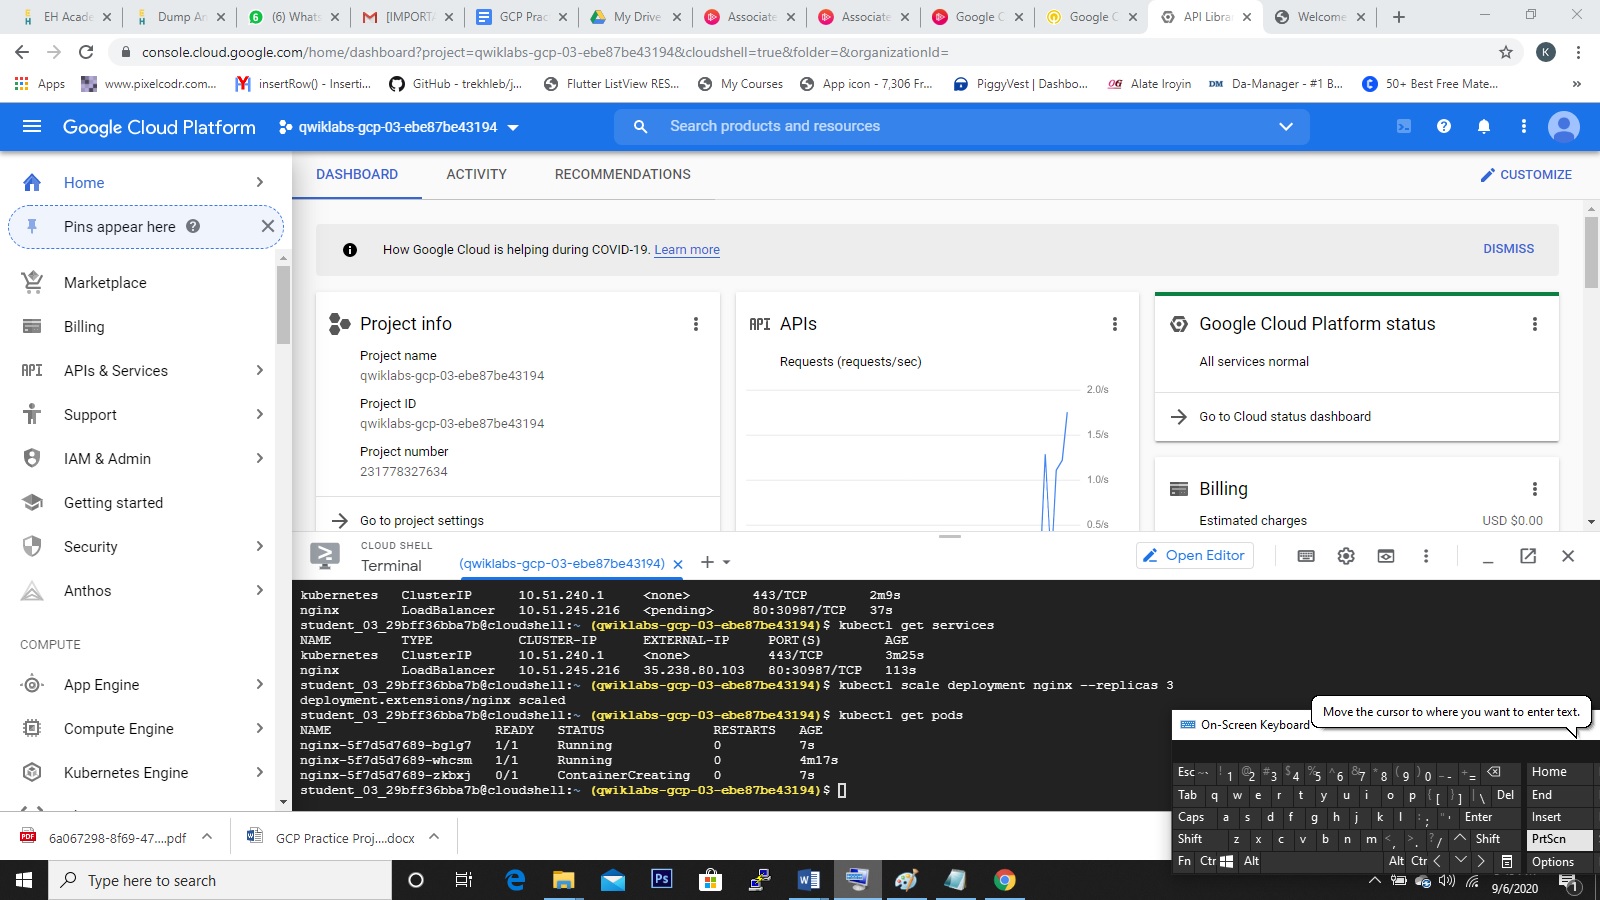 EH Acade
Dump An
(6) Whats
[IMPORTA
GCP Prac
My Drive
Associate
Associate
Google C
Google C
API Librar
Welcome
console.cloud.google.com/home/dashboard?project=qwiklabs-gcp-03-ebe87be43194&cloudshell=true&folder=&organizationId=
K
Apps
www.pixelcodr.com...
insertRow() - Inserti...
GitHub - trekhleb/j...
Flutter ListView RES...
My Courses
App icon - 7,306 Fr...
PiggyVest | Dashbo...
Alate Iroyin
DM Da-Manager - #1 B...
50+ Best Free Mate...
Google Cloud Platform
qwiklabs-gcp-03-ebe87be43194
Search products and resources
Home
Pins appear here
Marketplace
Billing
API APIs & Services
Support
IAM & Admin
Getting started
Security
Anthos
COMPUTE
App Engine
Compute Engine
Kubernetes Engine
DASHBOARD
ACTIVITY
RECOMMENDATIONS
CUSTOMIZE
How Google Cloud is helping during COVID-19. Learn more
DISMISS
Project info
Project name
qwiklabs-gcp-03-ebe87be43194
Project ID
qwiklabs-gcp-03-ebe87be43194
Project number
231778327634
Go to project settings
API APIs
Requests (requests/sec)
2.0/s
1.5/s
1.0/s
0.5/s
Google Cloud Platform status
All services normal
Go to Cloud status dashboard
Billing
Estimated charges USD $0.00
CLOUD SHELL
Terminal
(qwiklabs-gcp-03-ebe87be43194)
Open Editor
kubernetes ClusterIP 10.51.240.1 <none> 443/TCP 2m9s
nginx LoadBalancer 10.51.245.216 <pending> 80:30987/TCP 37s
student_03_29bff36bba7b@cloudshell:~ (qwiklabs-gcp-03-ebe87be43194)$ kubectl get services
NAME TYPE CLUSTER-IP EXTERNAL-IP PORT(S) AGE
kubernetes ClusterIP 10.51.240.1 <none> 443/TCP 3m25s
nginx LoadBalancer 10.51.245.216 35.238.80.103 80:30987/TCP 113s
student_03_29bff36bba7b@cloudshell:~ (qwiklabs-gcp-03-ebe87be43194)$ kubectl scale deployment nginx --replicas 3
deployment.extensions/nginx scaled
student_03_29bff36bba7b@cloudshell:~ (qwiklabs-gcp-03-ebe87be43194)$ kubectl get pods
NAME READY STATUS RESTARTS AGE
nginx-5f7d5d7689-bglg7 1/1 Running 0 7s
nginx-5f7d5d7689-whcsm 1/1 Running 0 4m17s
nginx-5f7d5d7689-zkbxj 0/1 ContainerCreating 0 7s
student_03_29bff36bba7b@cloudshell:~ (qwiklabs-gcp-03-ebe87be43194)$
Move the cursor to where you want to enter text.
On-Screen Keyboard
Esc ~ ` ! 1 @ 2 # 3 $ 4 % 5 ^ 6 & 7 * 8 ( 9 ) 0 _ - + = Home
Tab q w e r t y u i o p { [ } ] | \ Del End
Caps a s d f g h j k l : ; " ' Enter Insert
Shift z x c v b n m < , > . ? / Shift PrtScn
Fn Ctr Alt Alt Ctr Options
PDF 6a067298-8f69-47....pdf
GCP Practice Proj....docx
Type here to search
Ps
9/6/2020
1